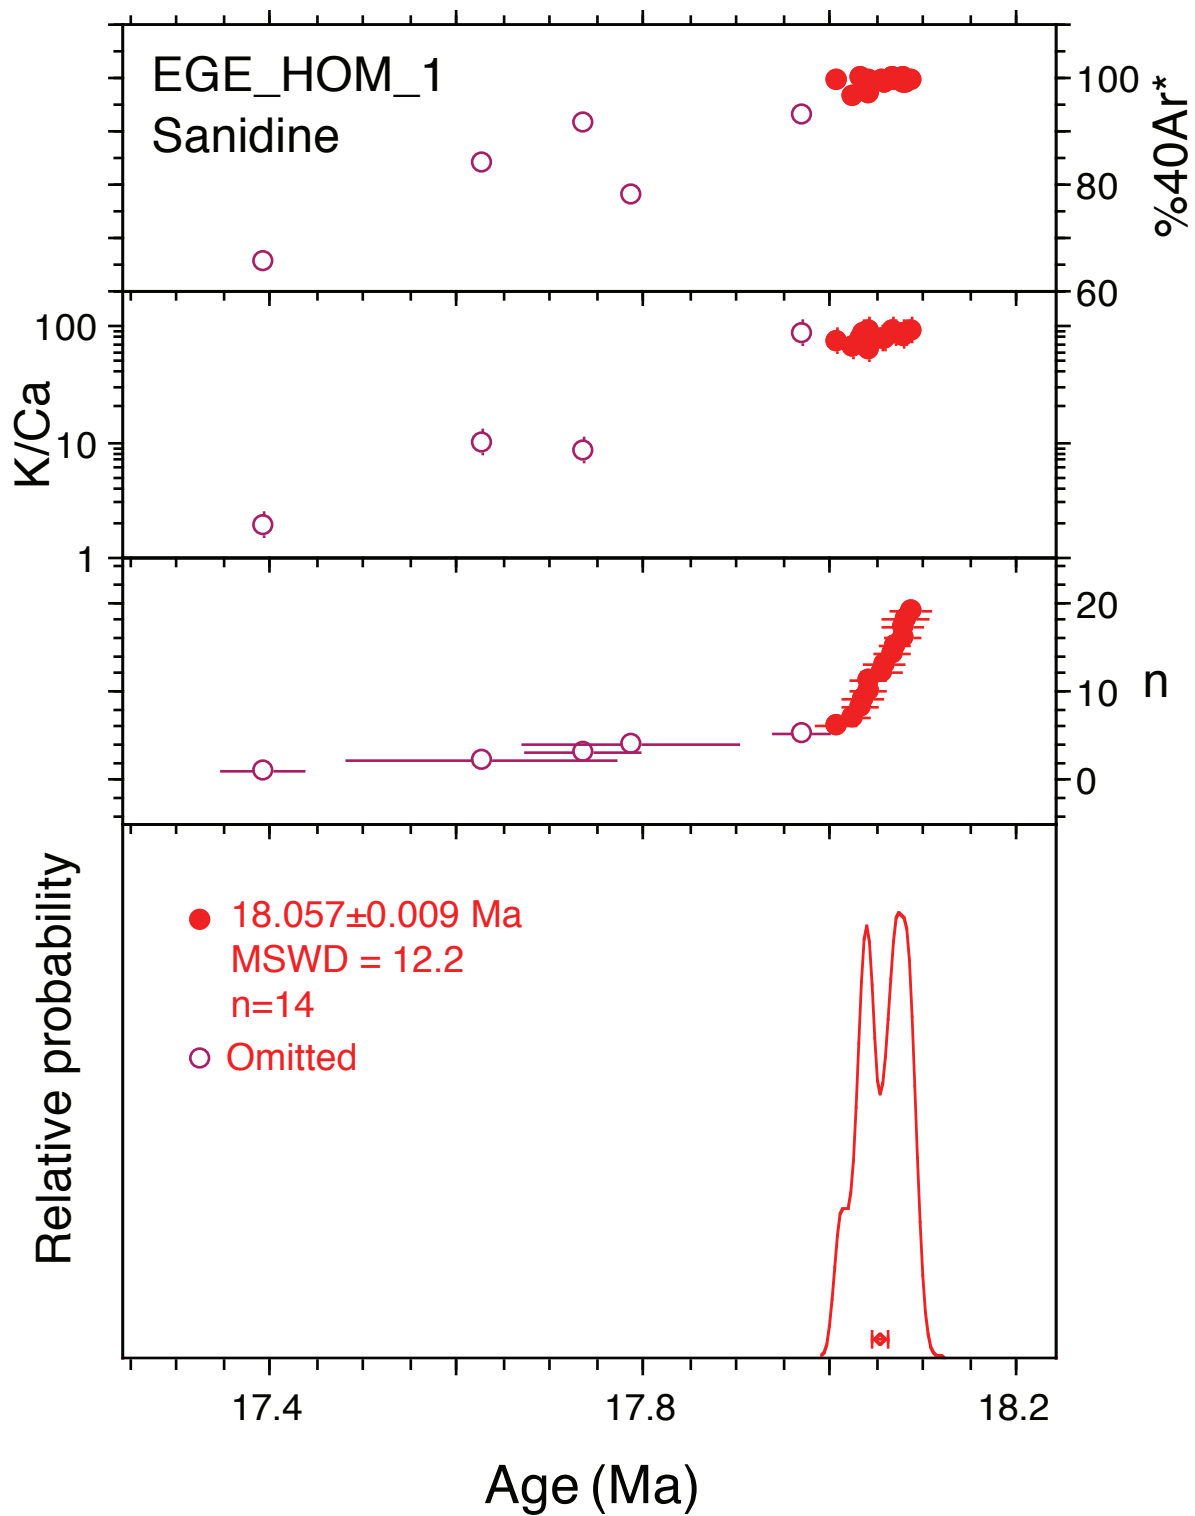 EGE_HOM_1
Sanidine
100
80
60
%40Ar*
100
10
1
K/Ca
20
10
0
n
Relative probability
18.057±0.009 Ma
MSWD = 12.2
n=14
Omitted
17.4 17.8 18.2
Age (Ma)